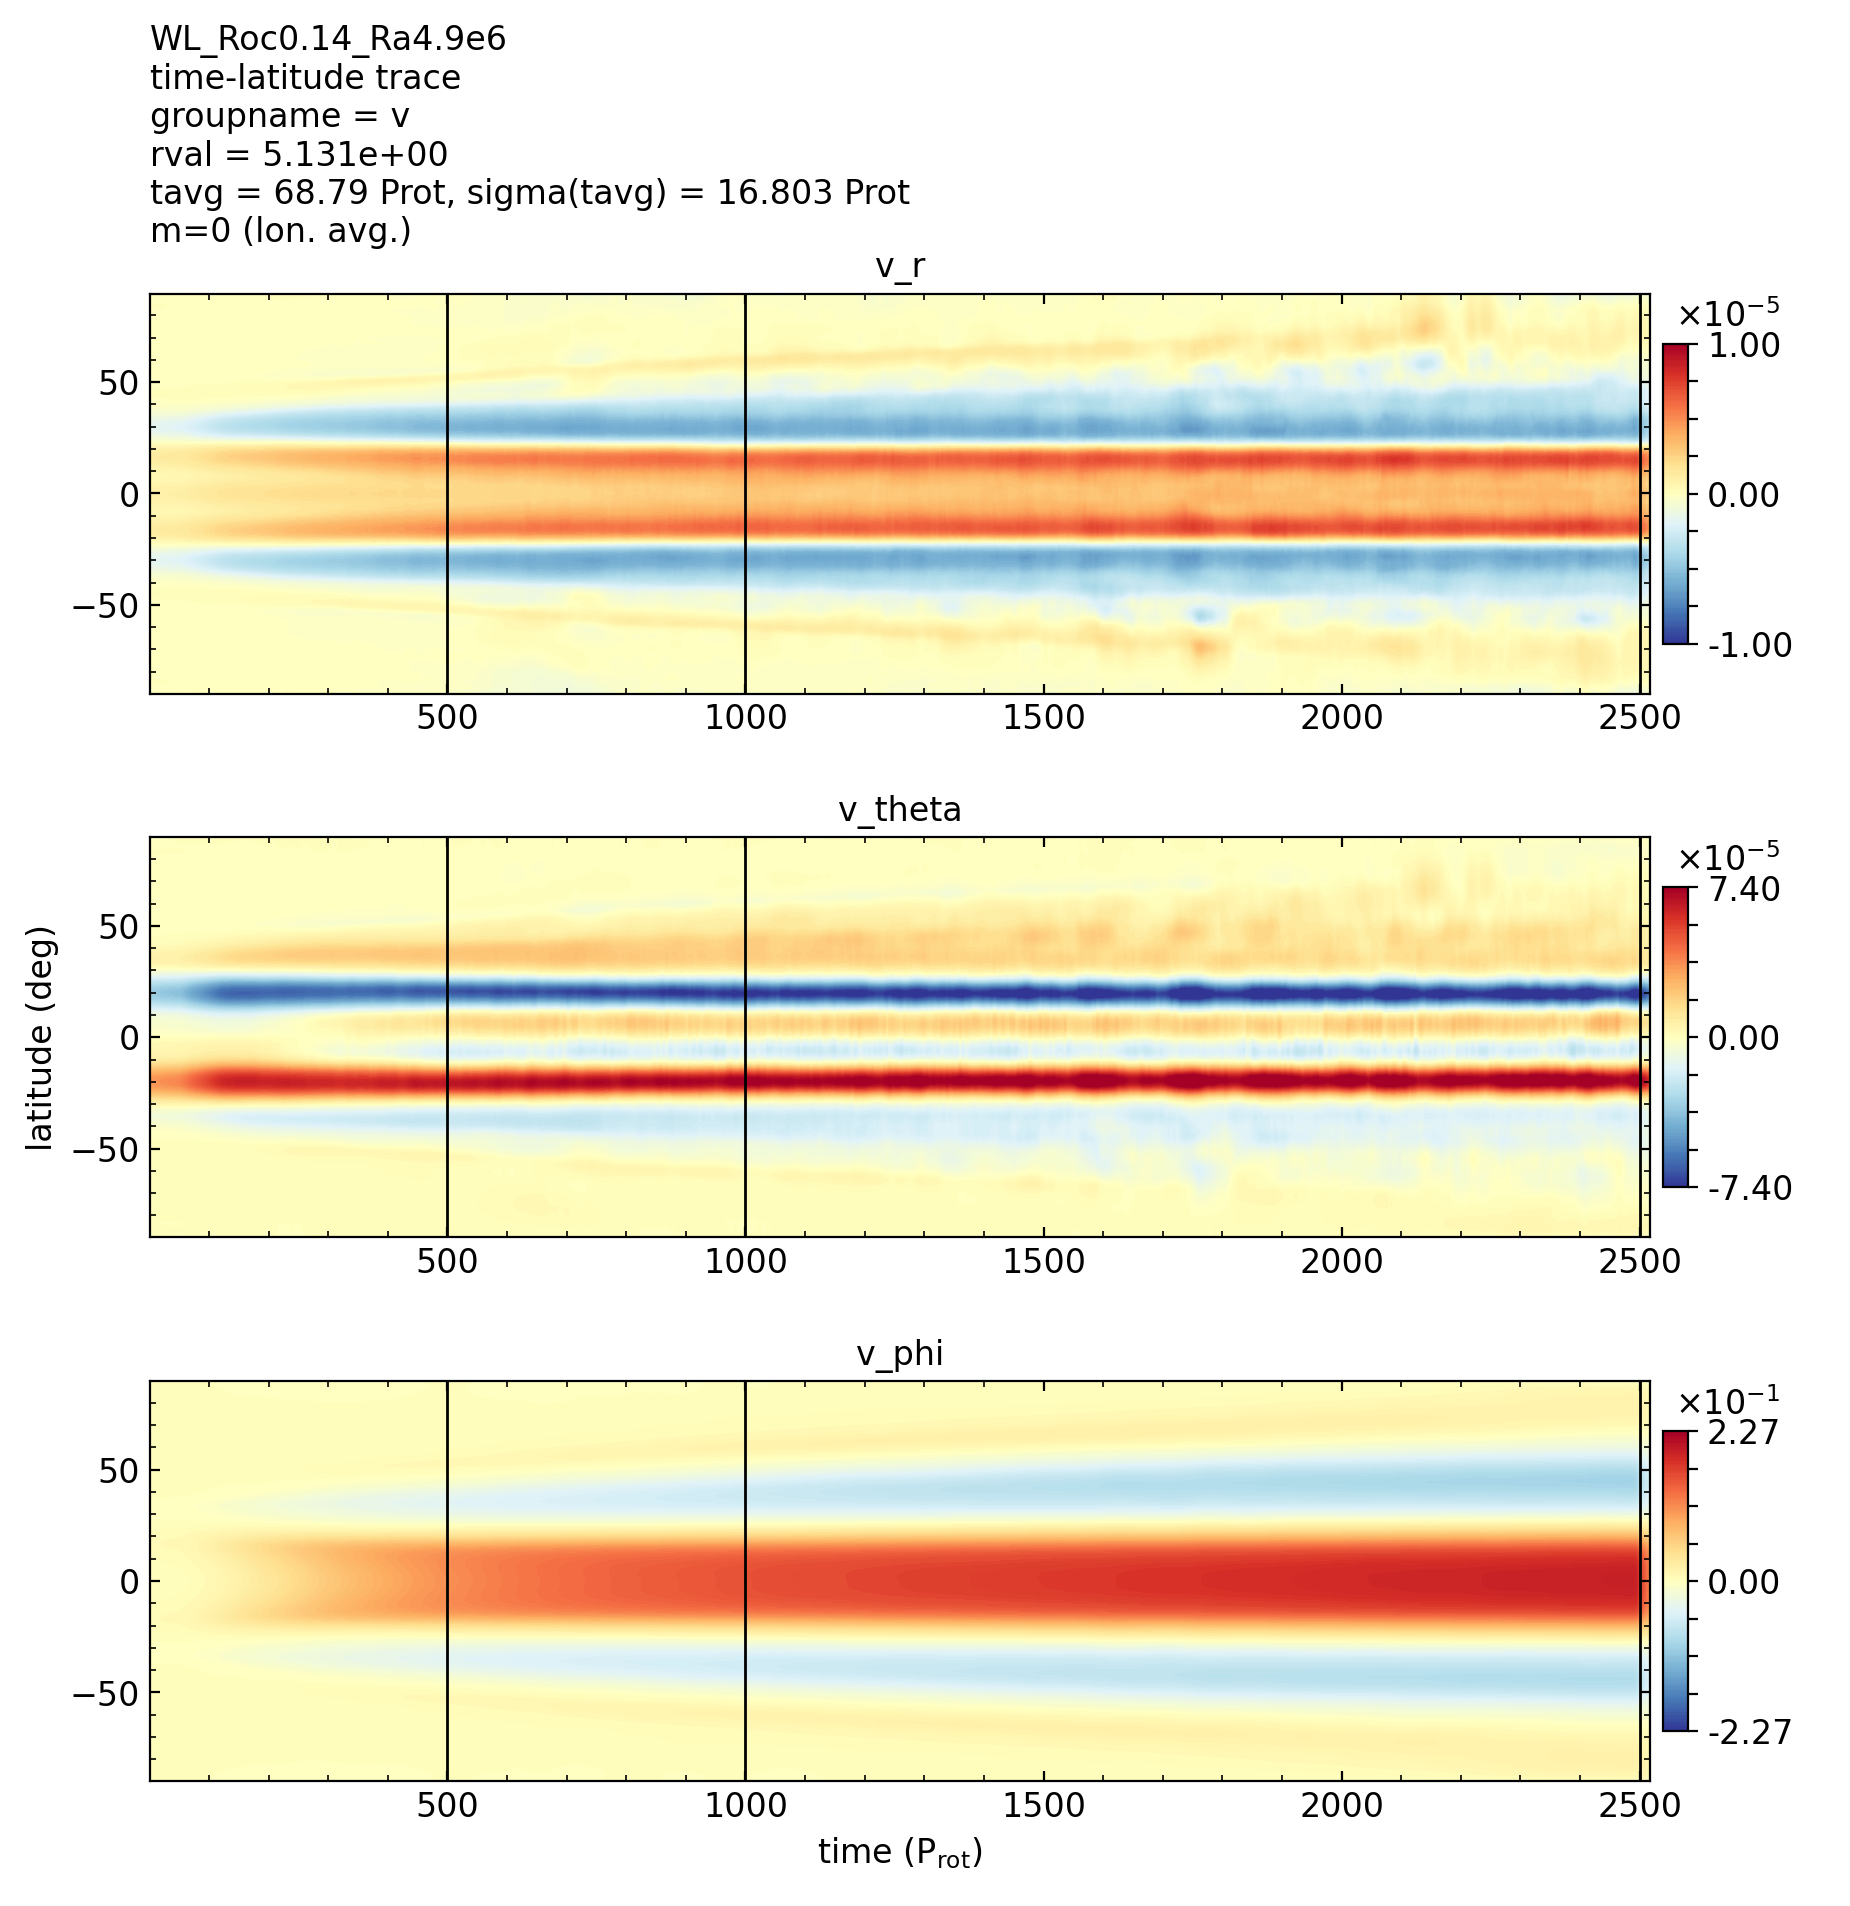 WL_Roc0.14_Ra4.9e6
time-latitude trace
groupname = v
rval = 5.131e+00
tavg = 68.79 Prot, sigma(tavg) = 16.803 Prot
m=0 (lon. avg.)
v_r
×10⁻⁵
1.00
0.00
-1.00
50
0
−50
500 1000 1500 2000 2500
v_theta
×10⁻⁵
7.40
0.00
-7.40
latitude (deg)
50
0
−50
500 1000 1500 2000 2500
v_phi
×10⁻¹
2.27
0.00
-2.27
50
0
−50
500 1000 1500 2000 2500
time (P_rot)